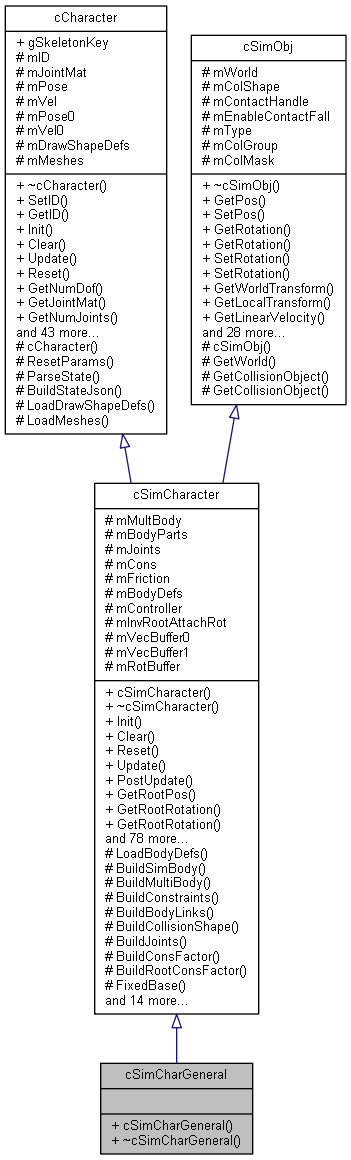 cCharacter
+ gSkeletonKey
# mID
# mJointMat
# mPose
# mVel
# mPose0
# mVel0
# mDrawShapeDefs
# mMeshes
+ ~cCharacter()
+ SetID()
+ GetID()
+ Init()
+ Clear()
+ Update()
+ Reset()
+ GetNumDof()
+ GetJointMat()
+ GetNumJoints()
and 43 more...
# cCharacter()
# ResetParams()
# ParseState()
# BuildStateJson()
# LoadDrawShapeDefs()
# LoadMeshes()
cSimObj
# mWorld
# mColShape
# mContactHandle
# mEnableContactFall
# mType
# mColGroup
# mColMask
+ ~cSimObj()
+ GetPos()
+ SetPos()
+ GetRotation()
+ GetRotation()
+ SetRotation()
+ SetRotation()
+ GetWorldTransform()
+ GetLocalTransform()
+ GetLinearVelocity()
and 28 more...
# cSimObj()
# GetWorld()
# GetCollisionObject()
# GetCollisionObject()
cSimCharacter
# mMultBody
# mBodyParts
# mJoints
# mCons
# mFriction
# mBodyDefs
# mController
# mInvRootAttachRot
# mVecBuffer0
# mVecBuffer1
# mRotBuffer
+ cSimCharacter()
+ ~cSimCharacter()
+ Init()
+ Clear()
+ Reset()
+ Update()
+ PostUpdate()
+ GetRootPos()
+ GetRootRotation()
+ GetRootRotation()
and 78 more...
# LoadBodyDefs()
# BuildSimBody()
# BuildMultiBody()
# BuildConstraints()
# BuildBodyLinks()
# BuildCollisionShape()
# BuildJoints()
# BuildConsFactor()
# BuildRootConsFactor()
# FixedBase()
and 14 more...
cSimCharGeneral
+ cSimCharGeneral()
+ ~cSimCharGeneral()